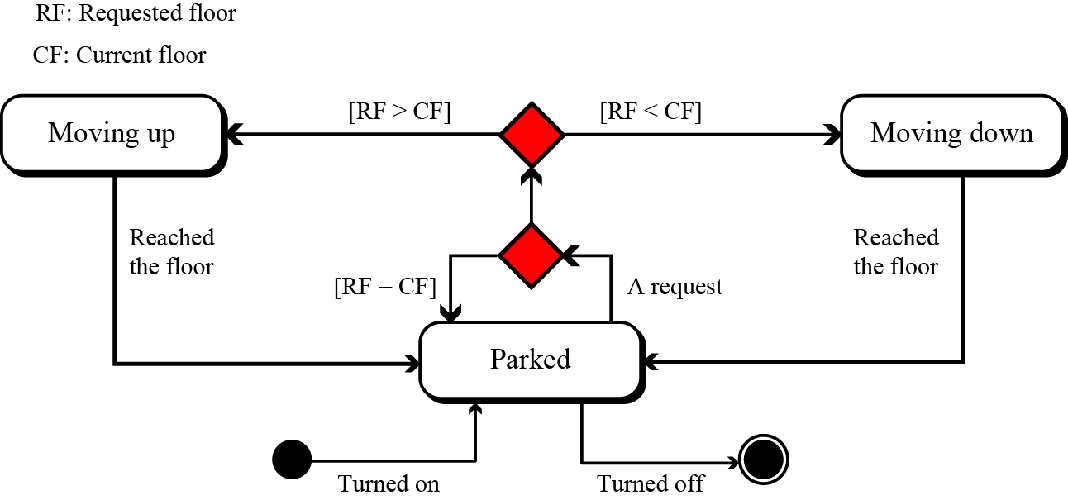 RF: Requested floor
CF: Current floor
[RF > CF]
[RF < CF]
Moving up
Moving down
Reached
the floor
Reached
the floor
[RF – CF]
A request
Parked
Turned on
Turned off